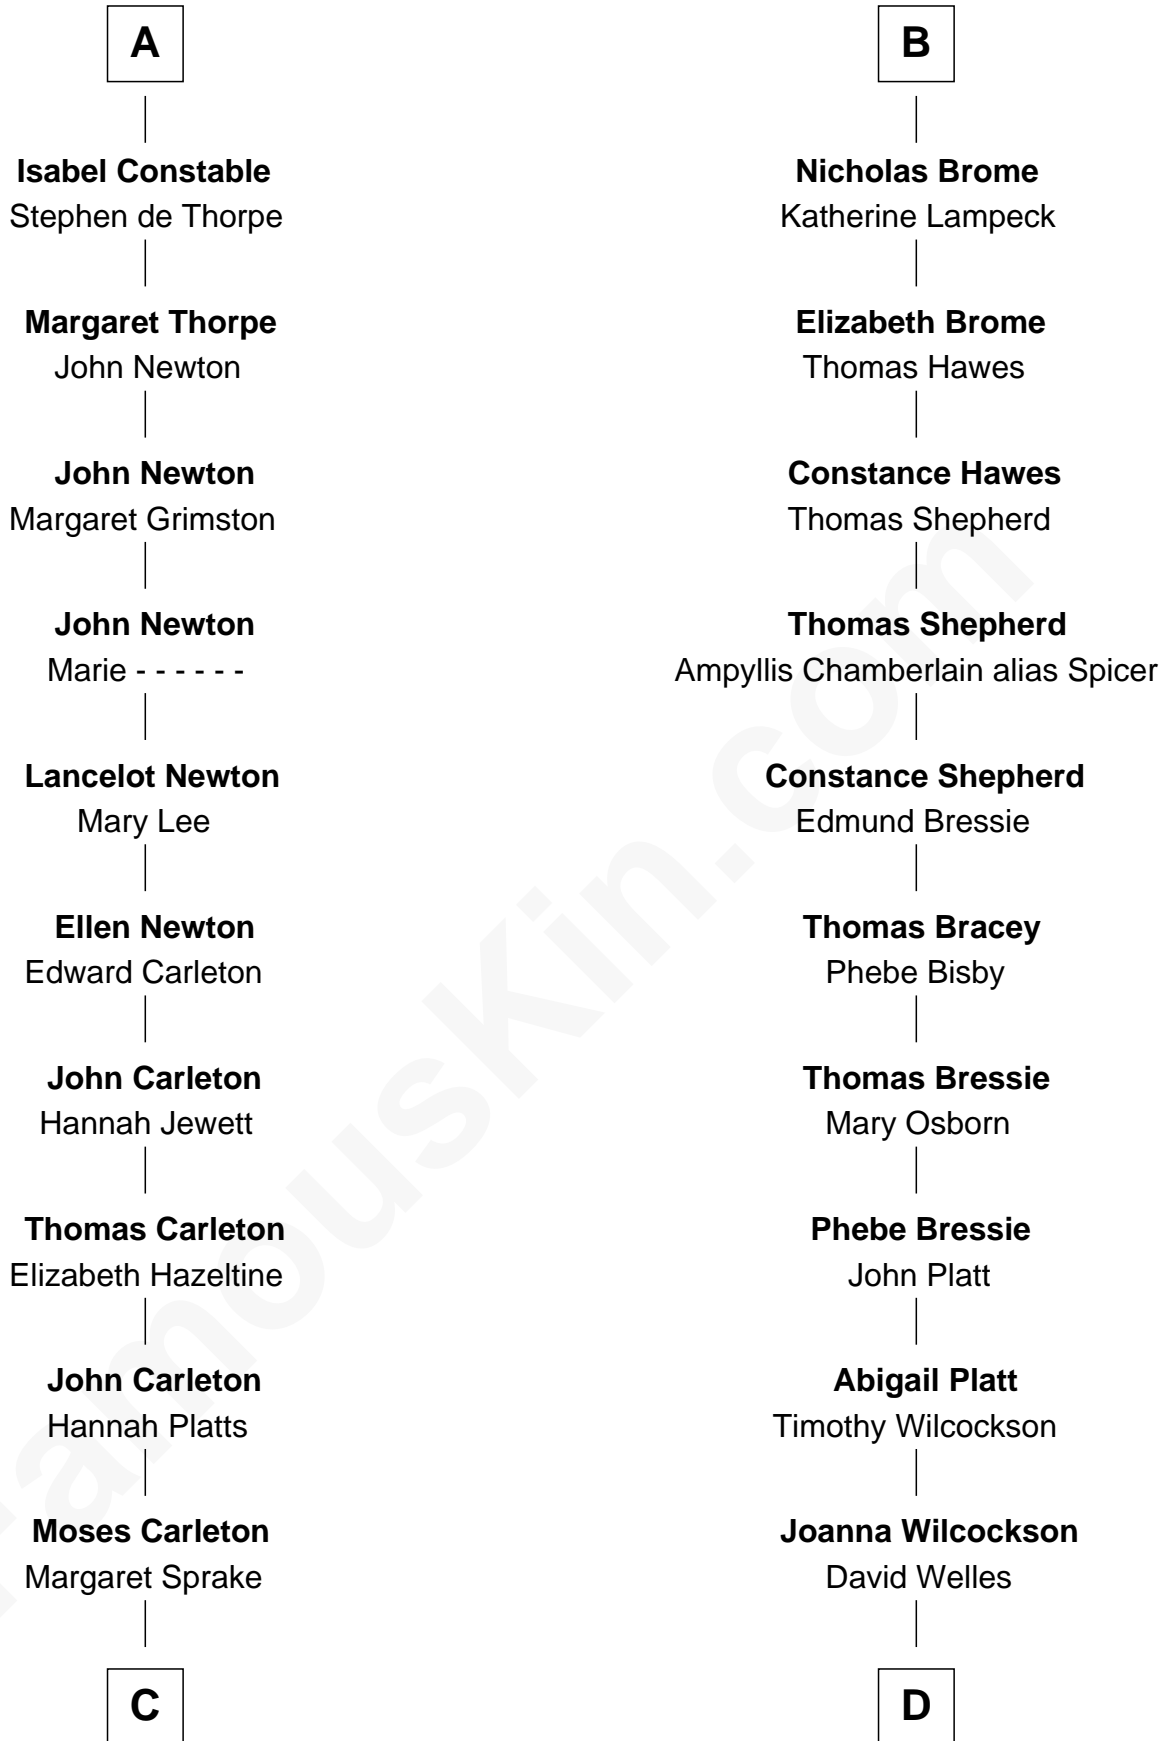 A
Isabel Constable
Stephen de Thorpe
Margaret Thorpe
John Newton
John Newton
Margaret Grimston
John Newton
Marie - - - - - -
Lancelot Newton
Mary Lee
Ellen Newton
Edward Carleton
John Carleton
Hannah Jewett
Thomas Carleton
Elizabeth Hazeltine
John Carleton
Hannah Platts
Moses Carleton
Margaret Sprake
C
B
Nicholas Brome
Katherine Lampeck
Elizabeth Brome
Thomas Hawes
Constance Hawes
Thomas Shepherd
Thomas Shepherd
Ampyllis Chamberlain alias Spicer
Constance Shepherd
Edmund Bressie
Thomas Bracey
Phebe Bisby
Thomas Bressie
Mary Osborn
Phebe Bressie
John Platt
Abigail Platt
Timothy Wilcockson
Joanna Wilcockson
David Welles
D
FamousKin.com